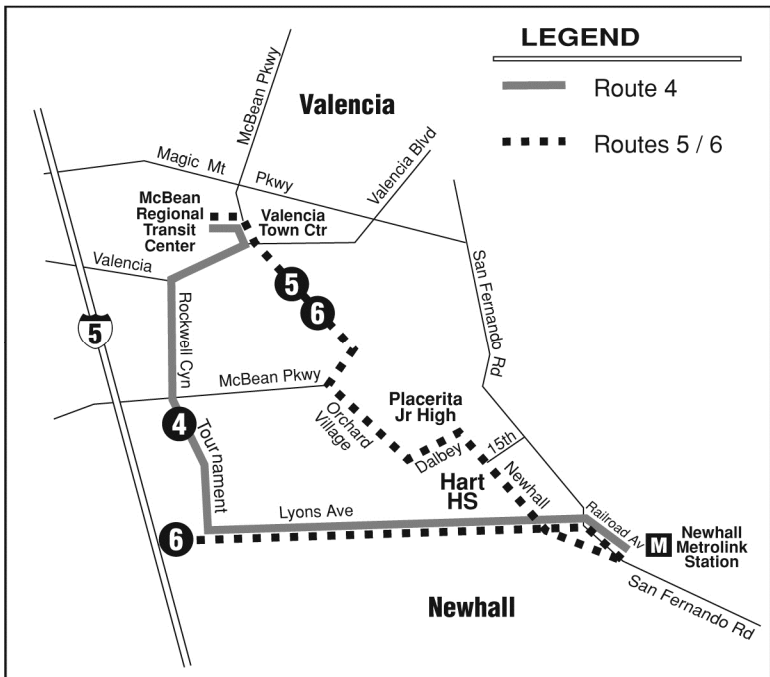 LEGEND
Route 4
Routes 5 / 6
McBean Pkwy
Valencia
Magic Mt
Pkwy
Valencia Blvd
McBean
Regional
Transit
Center
Valencia
Town Ctr
Valencia
5
5
6
Rockwell Cyn
San Fernando Rd
McBean Pkwy
4
Tournament
Orchard
Village
Placerita
Jr High
Dalbey
15th
Hart
HS
Newhall
Lyons Ave
Railroad Av
6
M
Newhall
Metrolink
Station
San Fernando Rd
Newhall